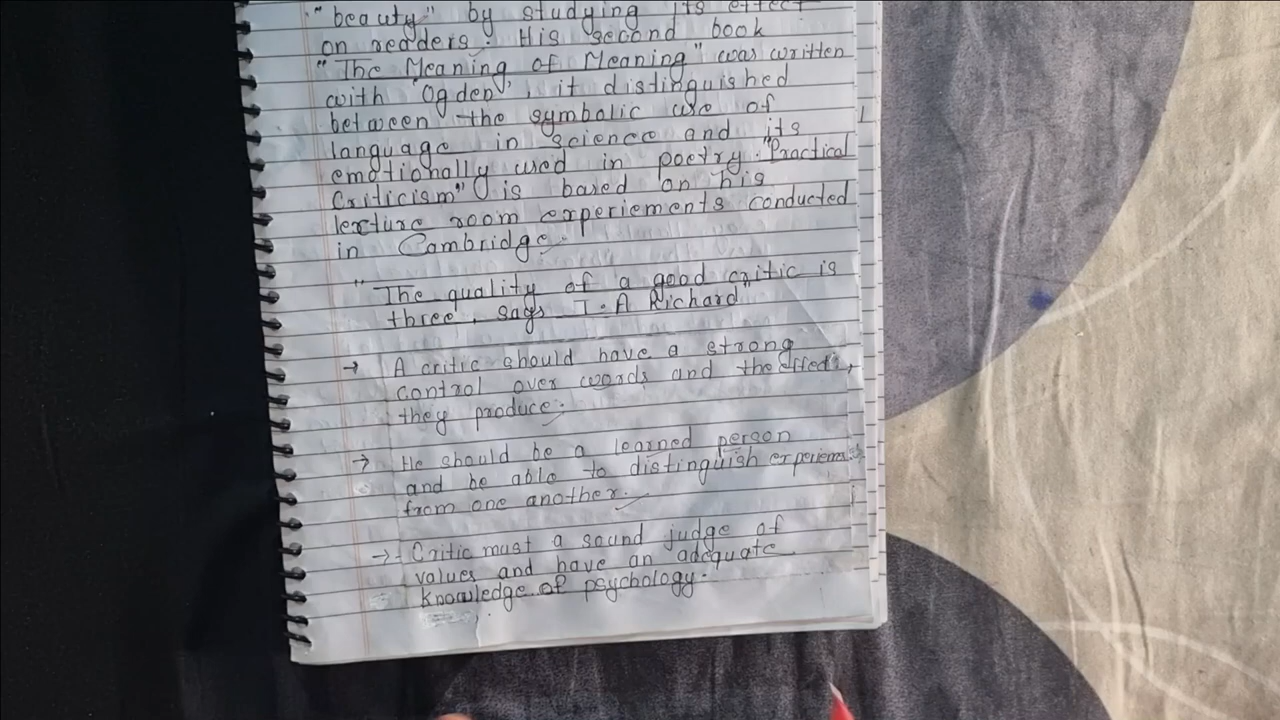 "beauty" by studying its effect
on readers. His second book
"The Meaning of Meaning" was written
with "Ogden", it distinguished
between the symbolic use of
language in science and its
emotionally used in poetry. "Practical
Criticism" is based on his
lecture room experiements conducted
in Cambridge.
"The quality of a good critic is
three, says I.A Richard"
→ A critic should have a strong
control over words and the effects,
they produce.
→ He should be a learned person
and be able to distinguish
from one another.
→ Critic must a sound judge of
values and have an adequate
knowledge of psychology.